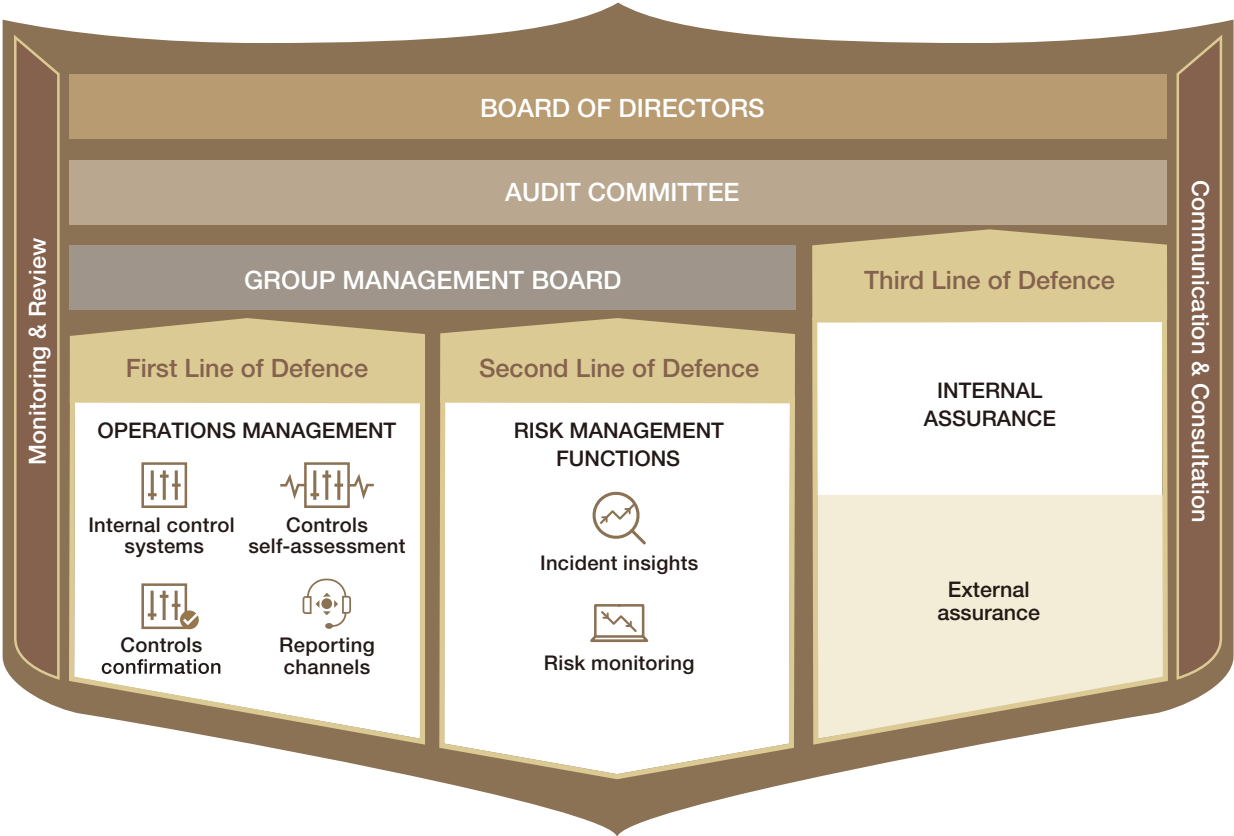 BOARD OF DIRECTORS
AUDIT COMMITTEE
GROUP MANAGEMENT BOARD
Monitoring & Review
First Line of Defence
OPERATIONS MANAGEMENT
Internal control
systems
Controls
self-assessment
Controls
confirmation
Reporting
channels
Second Line of Defence
RISK MANAGEMENT
FUNCTIONS
Incident insights
Risk monitoring
Third Line of Defence
INTERNAL
ASSURANCE
External
assurance
Communication & Consultation